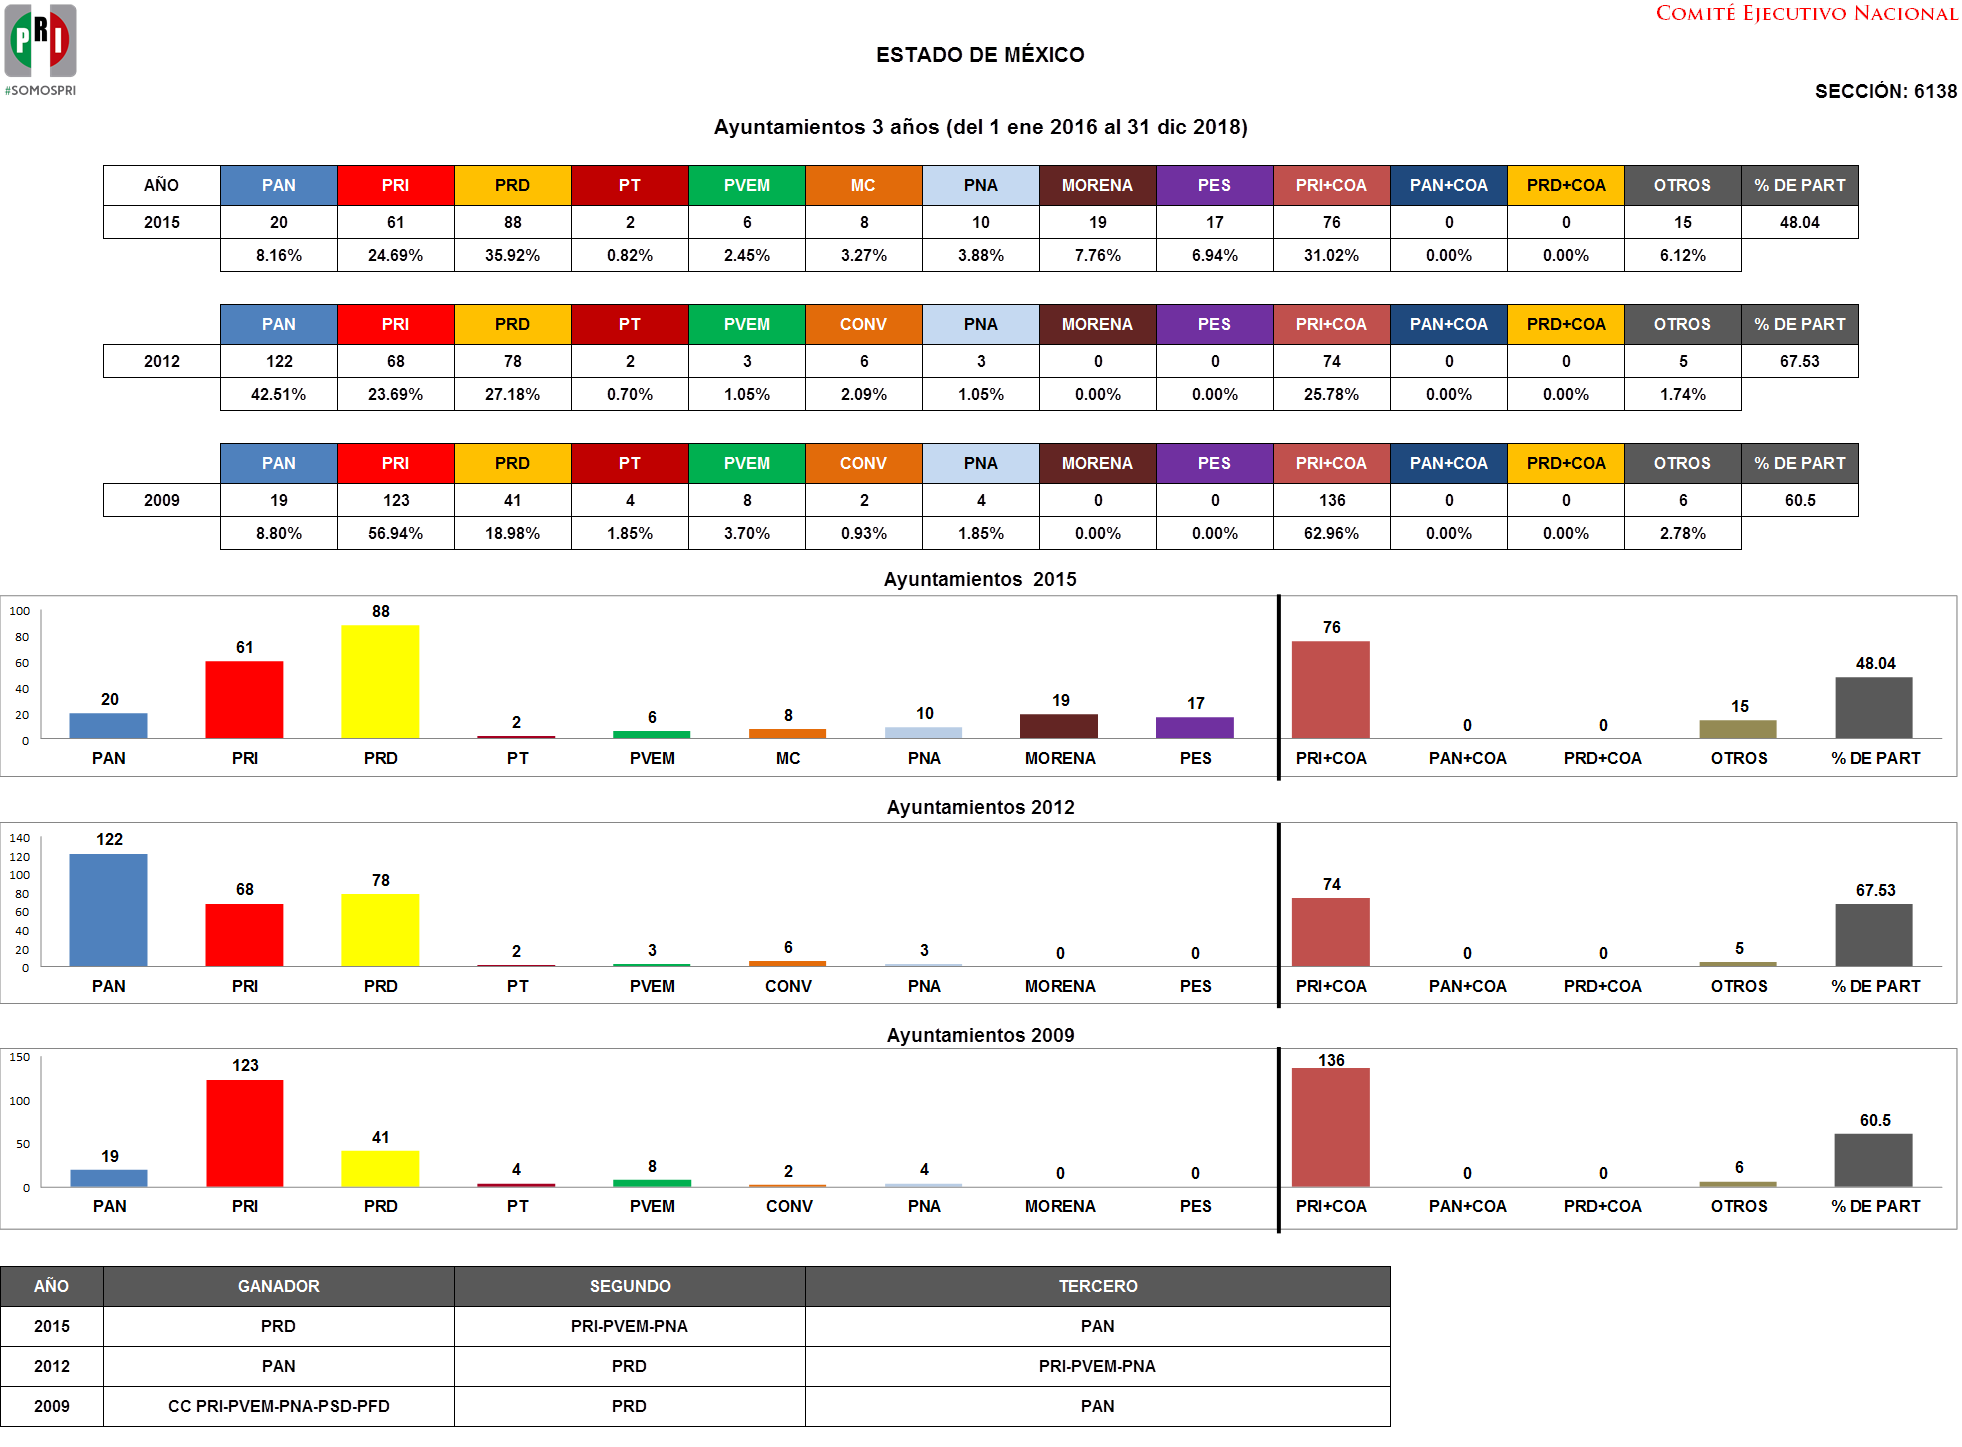 PRI
#SOMOSPRI
COMITÉ EJECUTIVO NACIONAL
ESTADO DE MÉXICO
SECCIÓN: 6138
Ayuntamientos 3 años (del 1 ene 2016 al 31 dic 2018)
AÑO PAN PRI PRD PT PVEM MC PNA MORENA PES PRI+COA PAN+COA PRD+COA OTROS % DE PART
2015 20 61 88 2 6 8 10 19 17 76 0 0 15 48.04
8.16% 24.69% 35.92% 0.82% 2.45% 3.27% 3.88% 7.76% 6.94% 31.02% 0.00% 0.00% 6.12%
PAN PRI PRD PT PVEM CONV PNA MORENA PES PRI+COA PAN+COA PRD+COA OTROS % DE PART
2012 122 68 78 2 3 6 3 0 0 74 0 0 5 67.53
42.51% 23.69% 27.18% 0.70% 1.05% 2.09% 1.05% 0.00% 0.00% 25.78% 0.00% 0.00% 1.74%
PAN PRI PRD PT PVEM CONV PNA MORENA PES PRI+COA PAN+COA PRD+COA OTROS % DE PART
2009 19 123 41 4 8 2 4 0 0 136 0 0 6 60.5
8.80% 56.94% 18.98% 1.85% 3.70% 0.93% 1.85% 0.00% 0.00% 62.96% 0.00% 0.00% 2.78%
Ayuntamientos 2015
100
80
60
40
20
0
20 61 88 2 6 8 10 19 17 76 0 0 15 48.04
PAN PRI PRD PT PVEM MC PNA MORENA PES PRI+COA PAN+COA PRD+COA OTROS % DE PART
Ayuntamientos 2012
140
120
100
80
60
40
20
0
122 68 78 2 3 6 3 0 0 74 0 0 5 67.53
PAN PRI PRD PT PVEM CONV PNA MORENA PES PRI+COA PAN+COA PRD+COA OTROS % DE PART
Ayuntamientos 2009
150
100
50
0
19 123 41 4 8 2 4 0 0 136 0 0 6 60.5
PAN PRI PRD PT PVEM CONV PNA MORENA PES PRI+COA PAN+COA PRD+COA OTROS % DE PART
AÑO GANADOR SEGUNDO TERCERO
2015 PRD PRI-PVEM-PNA PAN
2012 PAN PRD PRI-PVEM-PNA
2009 CC PRI-PVEM-PNA-PSD-PFD PRD PAN